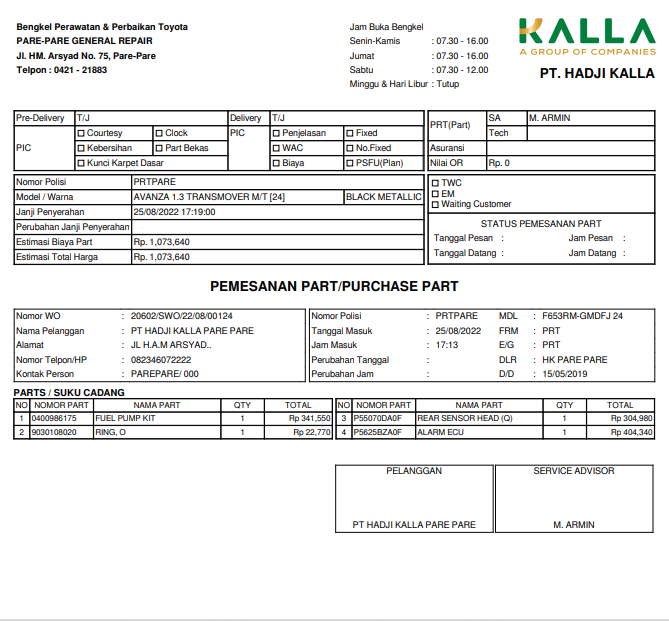 Bengkel Perawatan & Perbaikan Toyota
PARE-PARE GENERAL REPAIR
Jl. HM. Arsyad No. 75, Pare-Pare
Telpon : 0421 - 21883
Jam Buka Bengkel
Senin-Kamis : 07.30 - 16.00
Jumat : 07.30 - 16.00
Sabtu : 07.30 - 12.00
Minggu & Hari Libur : Tutup
KALLA
A GROUP OF COMPANIES
PT. HADJI KALLA
Pre-Delivery T/J Delivery T/J
PIC Courtesy Clock PIC Penjelasan Fixed
Kebersihan Part Bekas WAC No.Fixed
Kunci Karpet Dasar Biaya PSFU(Plan)
PRT(Part) SA M. ARMIN
Tech
Asuransi
Nilai OR Rp. 0
Nomor Polisi PRTPARE
Model / Warna AVANZA 1.3 TRANSMOVER M/T [24] BLACK METALLIC
Janji Penyerahan 25/08/2022 17:19:00
Perubahan Janji Penyerahan
Estimasi Biaya Part Rp. 1,073,640
Estimasi Total Harga Rp. 1,073,640
TWC
EM
Waiting Customer
STATUS PEMESANAN PART
Tanggal Pesan : Jam Pesan :
Tanggal Datang : Jam Datang :
PEMESANAN PART/PURCHASE PART
Nomor WO : 20602/SWO/22/08/00124
Nama Pelanggan : PT HADJI KALLA PARE PARE
Alamat : JL H.A.M ARSYAD..
Nomor Telpon/HP : 082346072222
Kontak Person : PAREPARE/ 000
Nomor Polisi : PRTPARE MDL : F653RM-GMDFJ 24
Tanggal Masuk : 25/08/2022 FRM : PRT
Jam Masuk : 17:13 E/G : PRT
Perubahan Tanggal : DLR : HK PARE PARE
Perubahan Jam : D/D : 15/05/2019
PARTS / SUKU CADANG
NO NOMOR PART NAMA PART QTY TOTAL NO NOMOR PART NAMA PART QTY TOTAL
1 0400986175 FUEL PUMP KIT 1 Rp 341,550 3 P55070DA0F REAR SENSOR HEAD (Q) 1 Rp 304,980
2 9030108020 RING, O 1 Rp 22,770 4 P5625BZA0F ALARM ECU 1 Rp 404,340
PELANGGAN SERVICE ADVISOR
PT HADJI KALLA PARE PARE M. ARMIN